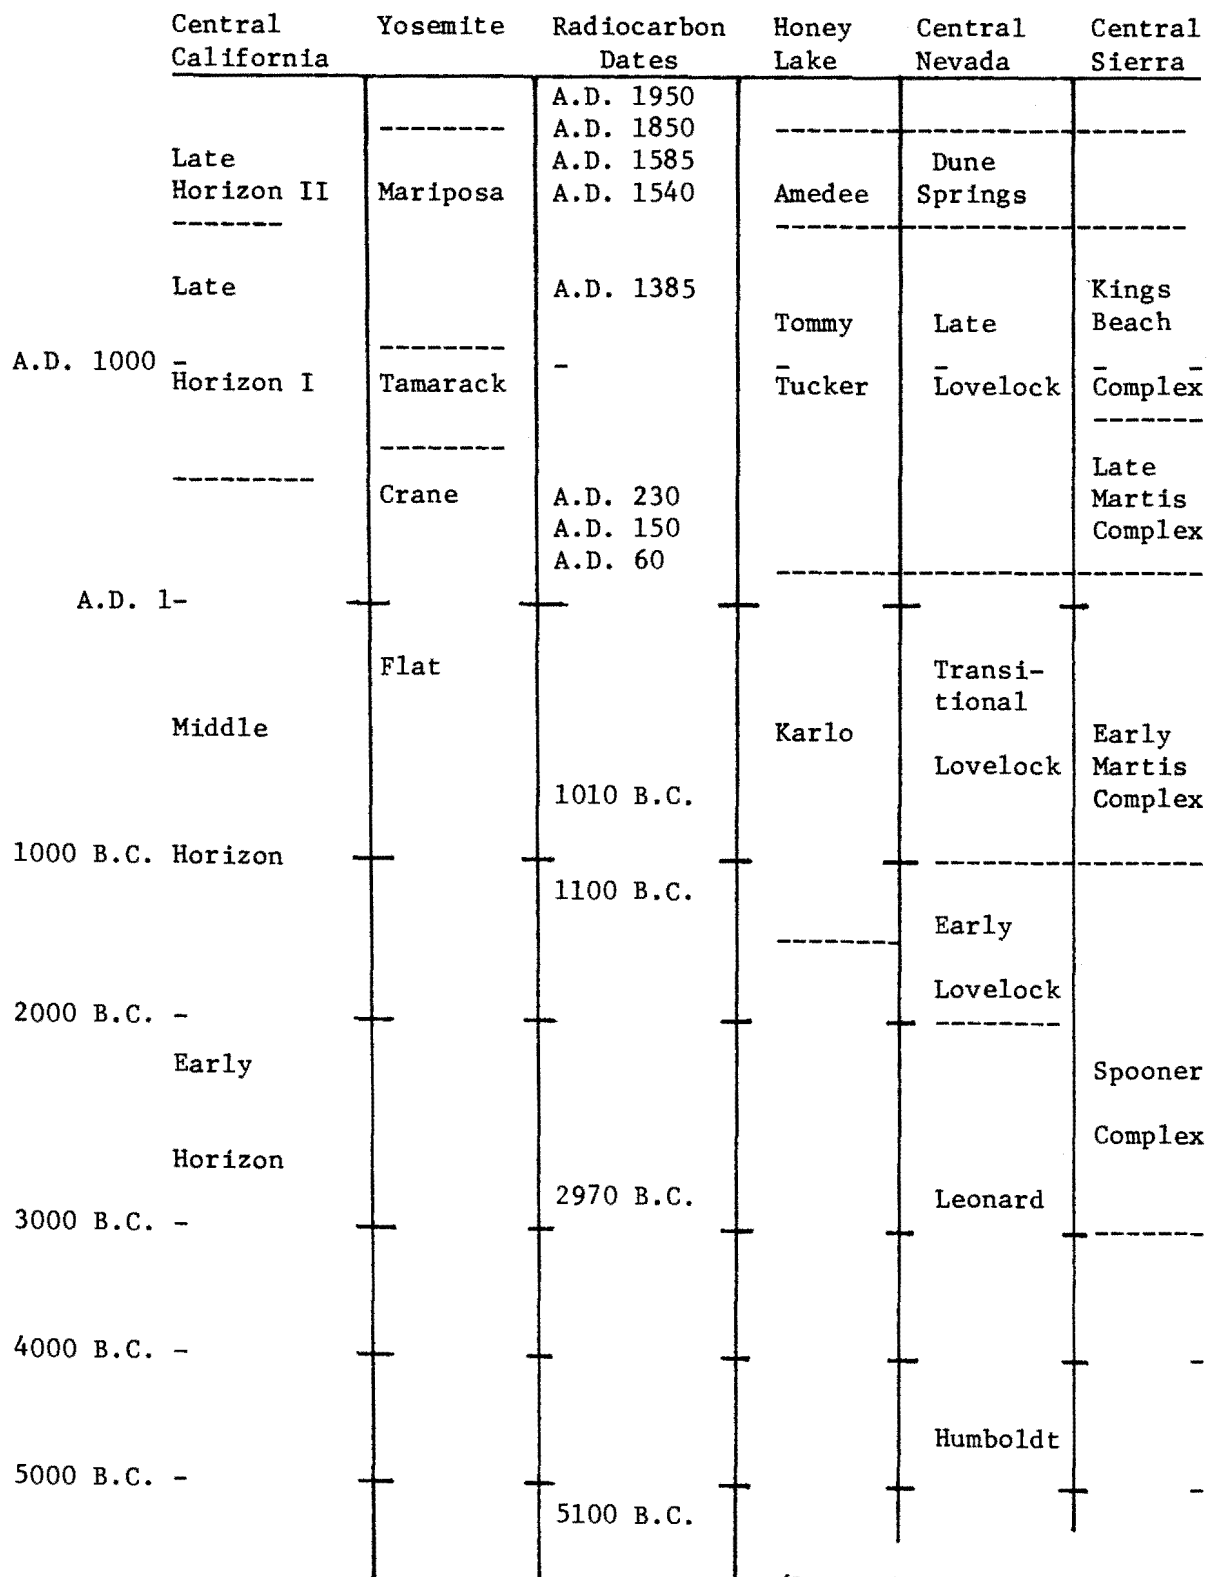 Central Yosemite Radiocarbon Honey Central Central
California Dates Lake Nevada Sierra
A.D. 1950
A.D. 1850
Late A.D. 1585 Dune
Horizon II Mariposa A.D. 1540 Amedee Springs
Late A.D. 1385 Kings
Tommy Late Beach
A.D. 1000
Horizon I Tamarack Tucker Lovelock Complex
Late
Crane A.D. 230 Martis
A.D. 150 Complex
A.D. 60
A.D. 1
Flat Transi-
tional
Middle Karlo Early
Lovelock Martis
1010 B.C. Complex
1000 B.C. Horizon
1100 B.C.
Early
Lovelock
2000 B.C.
Early Spooner
Complex
Horizon
2970 B.C. Leonard
3000 B.C.
4000 B.C.
Humboldt
5000 B.C.
5100 B.C.